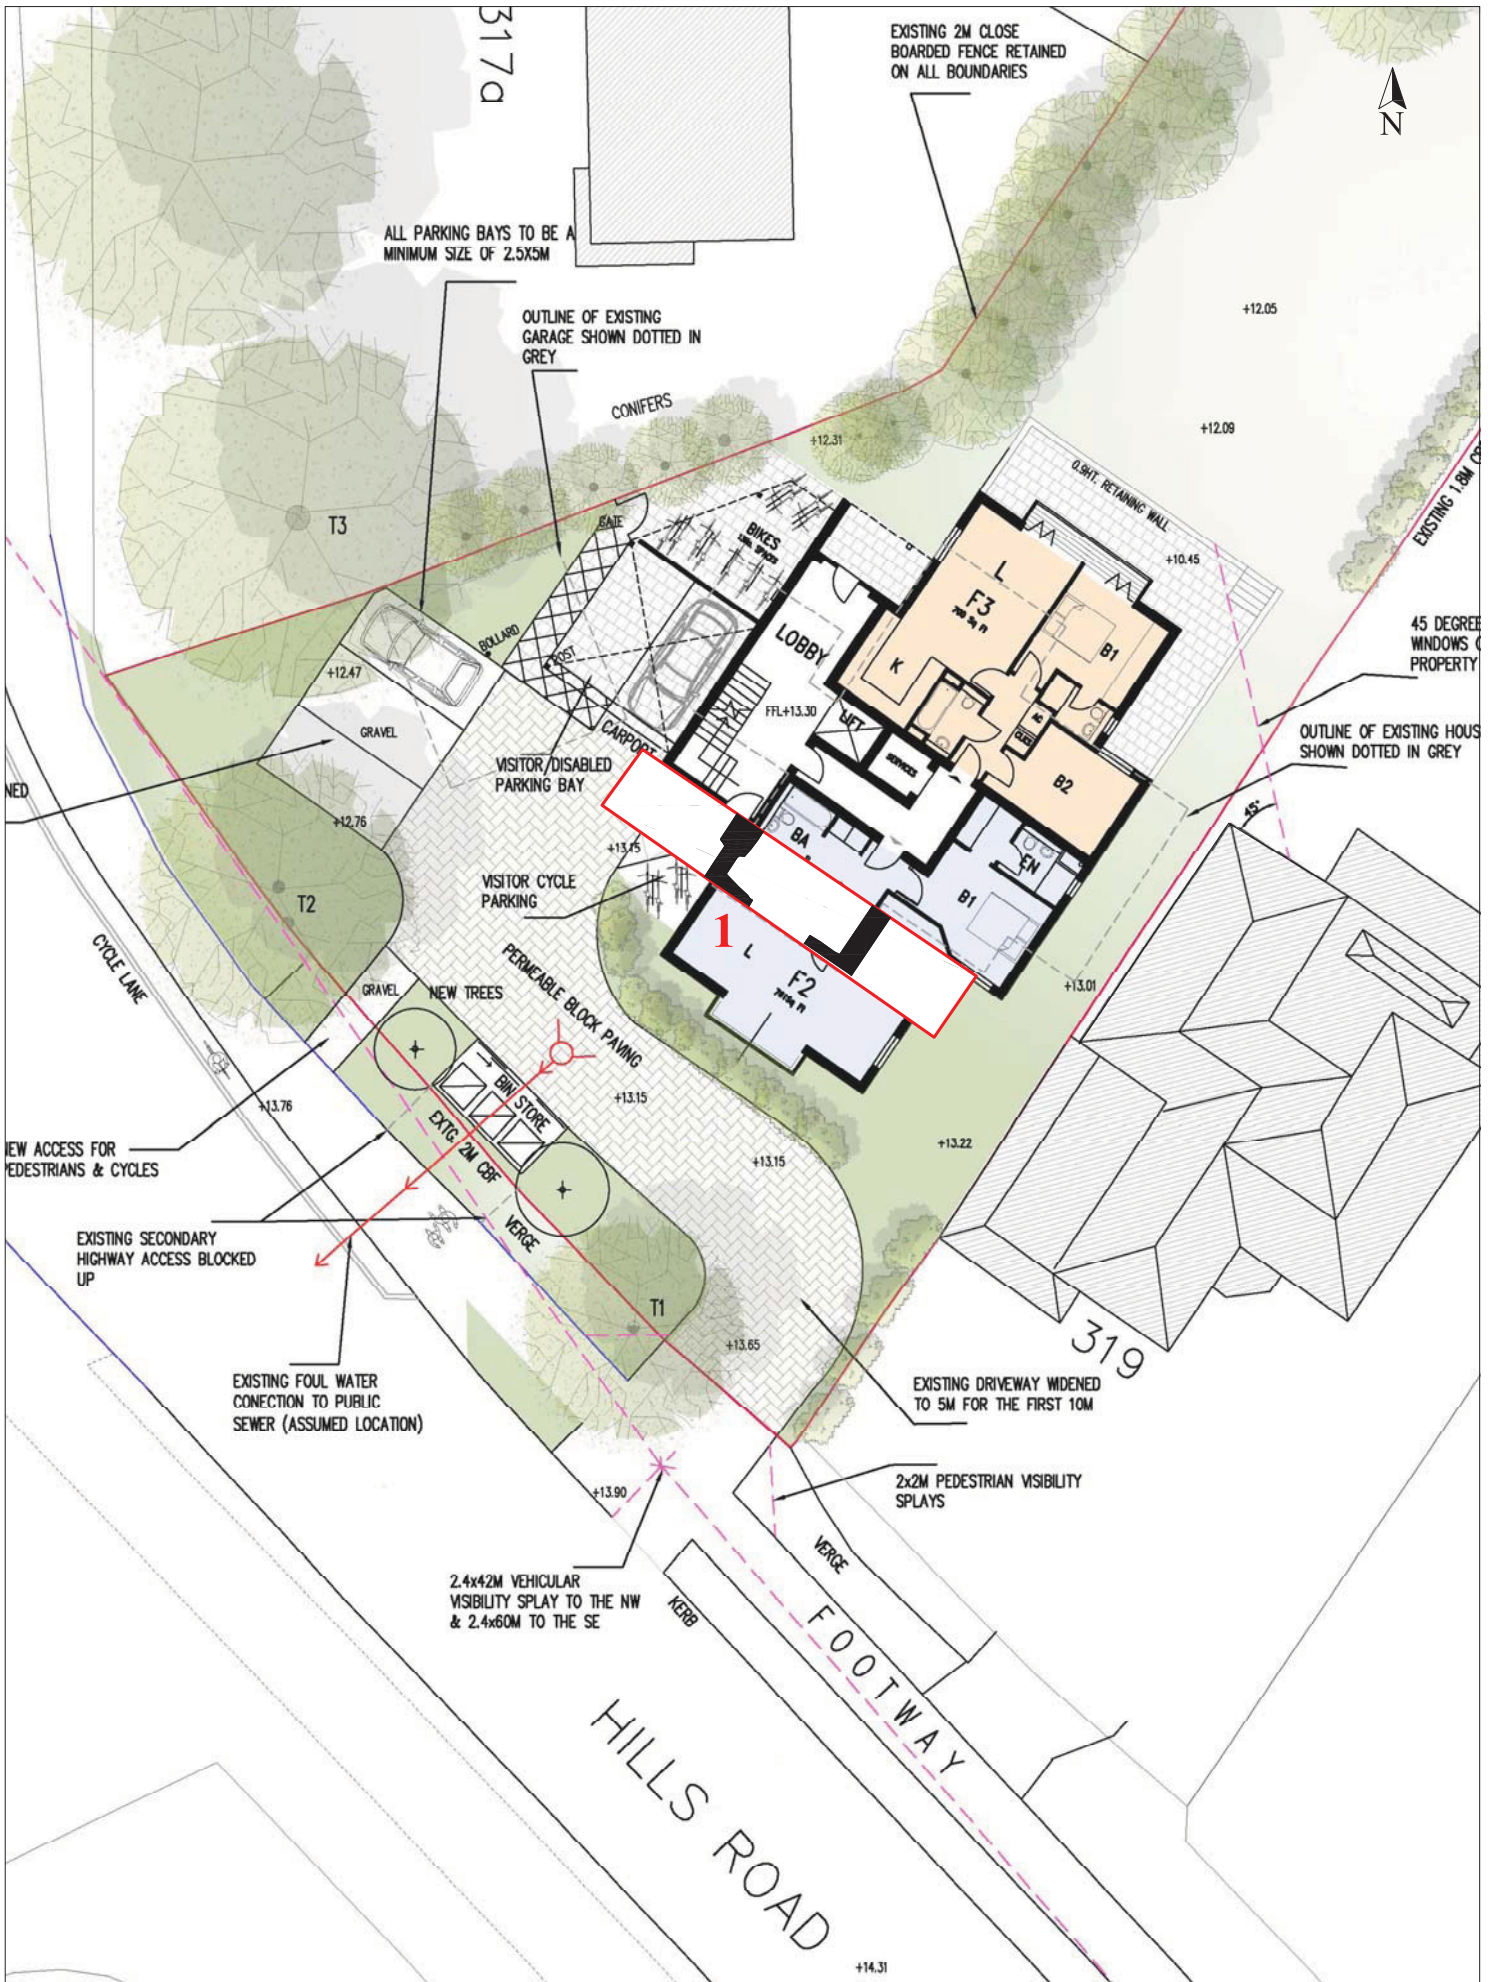 317a
EXISTING 2M CLOSE
BOARDED FENCE RETAINED
ON ALL BOUNDARIES
N
ALL PARKING BAYS TO BE A
MINIMUM SIZE OF 2.5X5M
OUTLINE OF EXISTING
GARAGE SHOWN DOTTED IN
GREY
CONIFERS
+12.05
+12.09
+12.31
0.9HT. RETAINING WALL
+10.45
EXISTING 1.8M
T3
GATE
BIKES
BOLLARD
POST
LOBBY
L
F3
K
B1
AC
+12.47
GRAVEL
FFL+13.30
LIFT
SERVICES
CARPORT
VISITOR/DISABLED
PARKING BAY
45 DEGREE
WINDOWS
PROPERTY
OUTLINE OF EXISTING HOUS
SHOWN DOTTED IN GREY
B2
45°
NED
+12.76
+13.15
BA
EN
B1
VISITOR CYCLE
PARKING
T2
1
L
F2
+13.01
CYCLE LANE
GRAVEL
NEW TREES
PERMEABLE BLOCK PAVING
BIN STORE
+13.15
EXTG. 2M CBF
+13.76
+13.22
+13.15
EW ACCESS FOR
PEDESTRIANS & CYCLES
VERGE
EXISTING SECONDARY
HIGHWAY ACCESS BLOCKED
UP
T1
+13.65
319
EXISTING FOUL WATER
CONECTION TO PUBLIC
SEWER (ASSUMED LOCATION)
EXISTING DRIVEWAY WIDENED
TO 5M FOR THE FIRST 10M
2x2M PEDESTRIAN VISIBILITY
SPLAYS
+13.90
VERGE
2.4x42M VEHICULAR
VISIBILITY SPLAY TO THE NW
& 2.4x60M TO THE SE
KERB
FOOTWAY
HILLS ROAD
+14.31